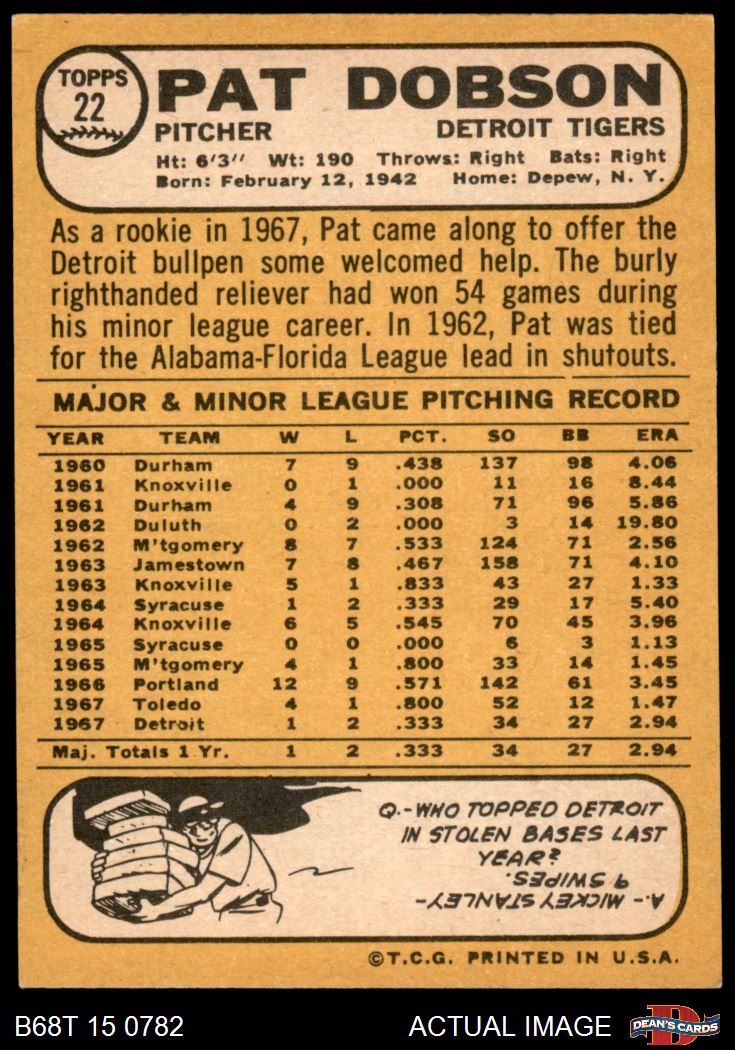 TOPPS
22
PAT DOBSON
PITCHER DETROIT TIGERS
Ht: 6'3" Wt: 190 Throws: Right Bats: Right
Born: February 12, 1942 Home: Depew, N. Y.
As a rookie in 1967, Pat came along to offer the
Detroit bullpen some welcomed help. The burly
righthanded reliever had won 54 games during
his minor league career. In 1962, Pat was tied
for the Alabama-Florida League lead in shutouts.
MAJOR & MINOR LEAGUE PITCHING RECORD
YEAR TEAM W L PCT. SO BB ERA
1960 Durham 7 9 .438 137 98 4.06
1961 Knoxville 0 1 .000 11 16 8.44
1961 Durham 4 9 .308 71 96 5.86
1962 Duluth 0 2 .000 3 14 19.80
1962 M'tgomery 8 7 .533 124 71 2.56
1963 Jamestown 7 8 .467 158 71 4.10
1963 Knoxville 5 1 .833 43 27 1.33
1964 Syracuse 1 2 .333 29 17 5.40
1964 Knoxville 6 5 .545 70 45 3.96
1965 Syracuse 0 0 .000 6 3 1.13
1965 M'tgomery 4 1 .800 33 14 1.45
1966 Portland 12 9 .571 142 61 3.45
1967 Toledo 4 1 .800 52 12 1.47
1967 Detroit 1 2 .333 34 27 2.94
Maj. Totals 1 Yr. 1 2 .333 34 27 2.94
Q.-WHO TOPPED DETROIT
IN STOLEN BASES LAST
YEAR?
A.- MICKEY STANLEY-
9 SWIPES.
©T.C.G. PRINTED IN U.S.A.
B68T 15 0782 ACTUAL IMAGE DEAN'S CARDS